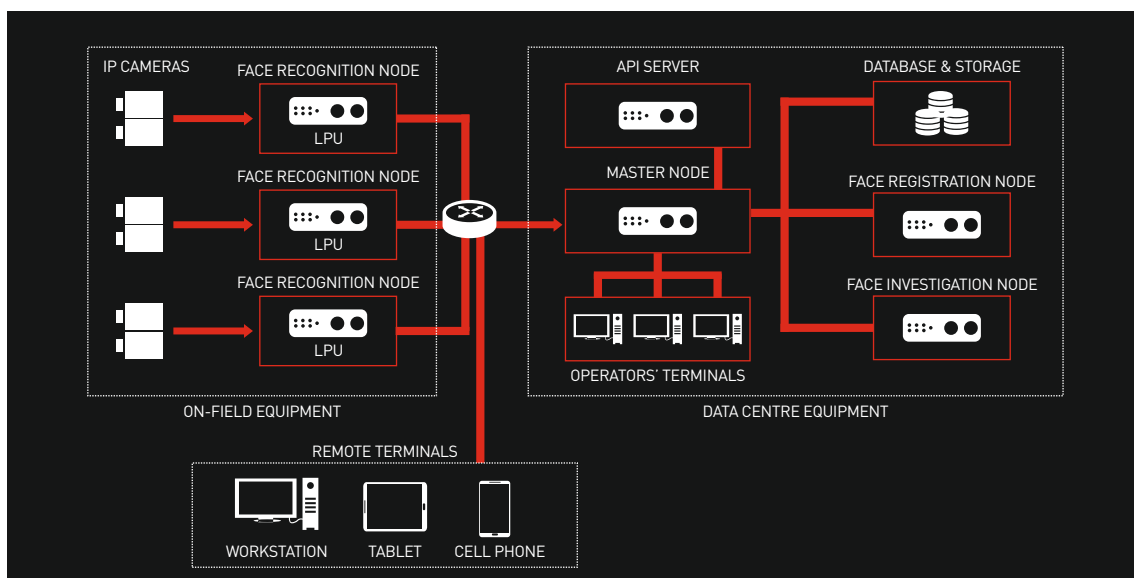 IP CAMERAS
FACE RECOGNITION NODE
LPU
FACE RECOGNITION NODE
LPU
FACE RECOGNITION NODE
LPU
ON-FIELD EQUIPMENT
API SERVER
MASTER NODE
OPERATORS' TERMINALS
DATABASE & STORAGE
FACE REGISTRATION NODE
FACE INVESTIGATION NODE
DATA CENTRE EQUIPMENT
REMOTE TERMINALS
WORKSTATION
TABLET
CELL PHONE